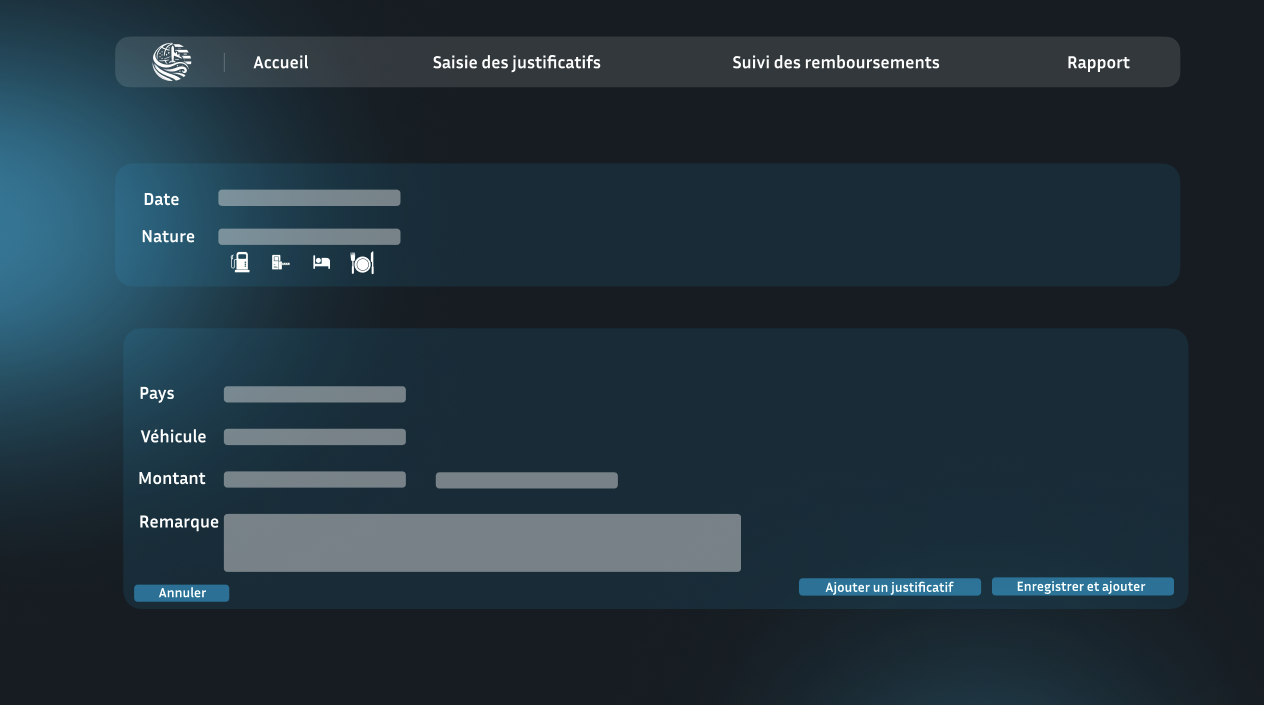 Accueil
Saisie des justificatifs
Suivi des remboursements
Rapport
Date
Nature
Pays
Véhicule
Montant
Remarque
Annuler
Ajouter un justificatif
Enregistrer et ajouter